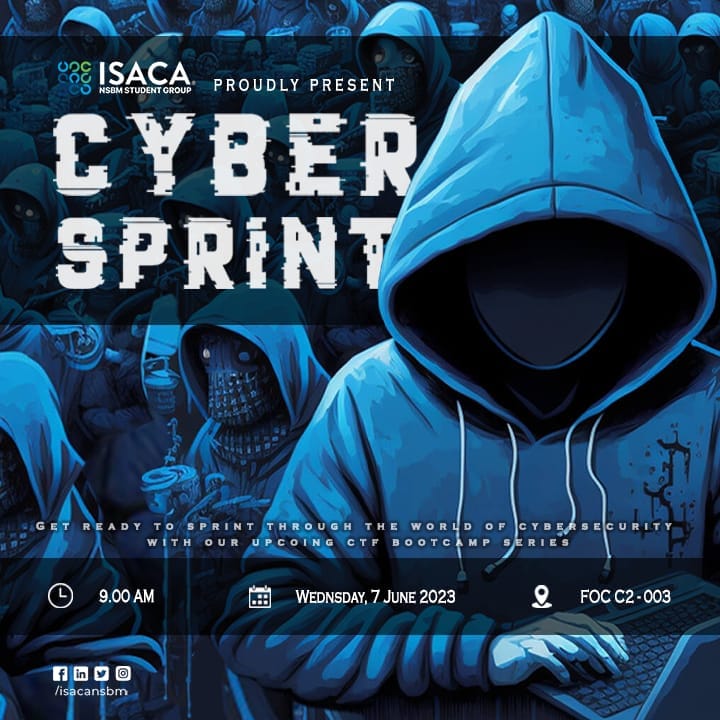 ISACA
NSBM STUDENT GROUP
PROUDLY PRESENT
CYBER
SPRINT
GET READY TO SPRINT THROUGH THE WORLD OF CYBERSECURITY
WITH OUR UPCOING CTF BOOTCAMP SERIES
9.00 AM
WEDNSDAY, 7 JUNE 2023
FOC C2 - 003
/isacansbm